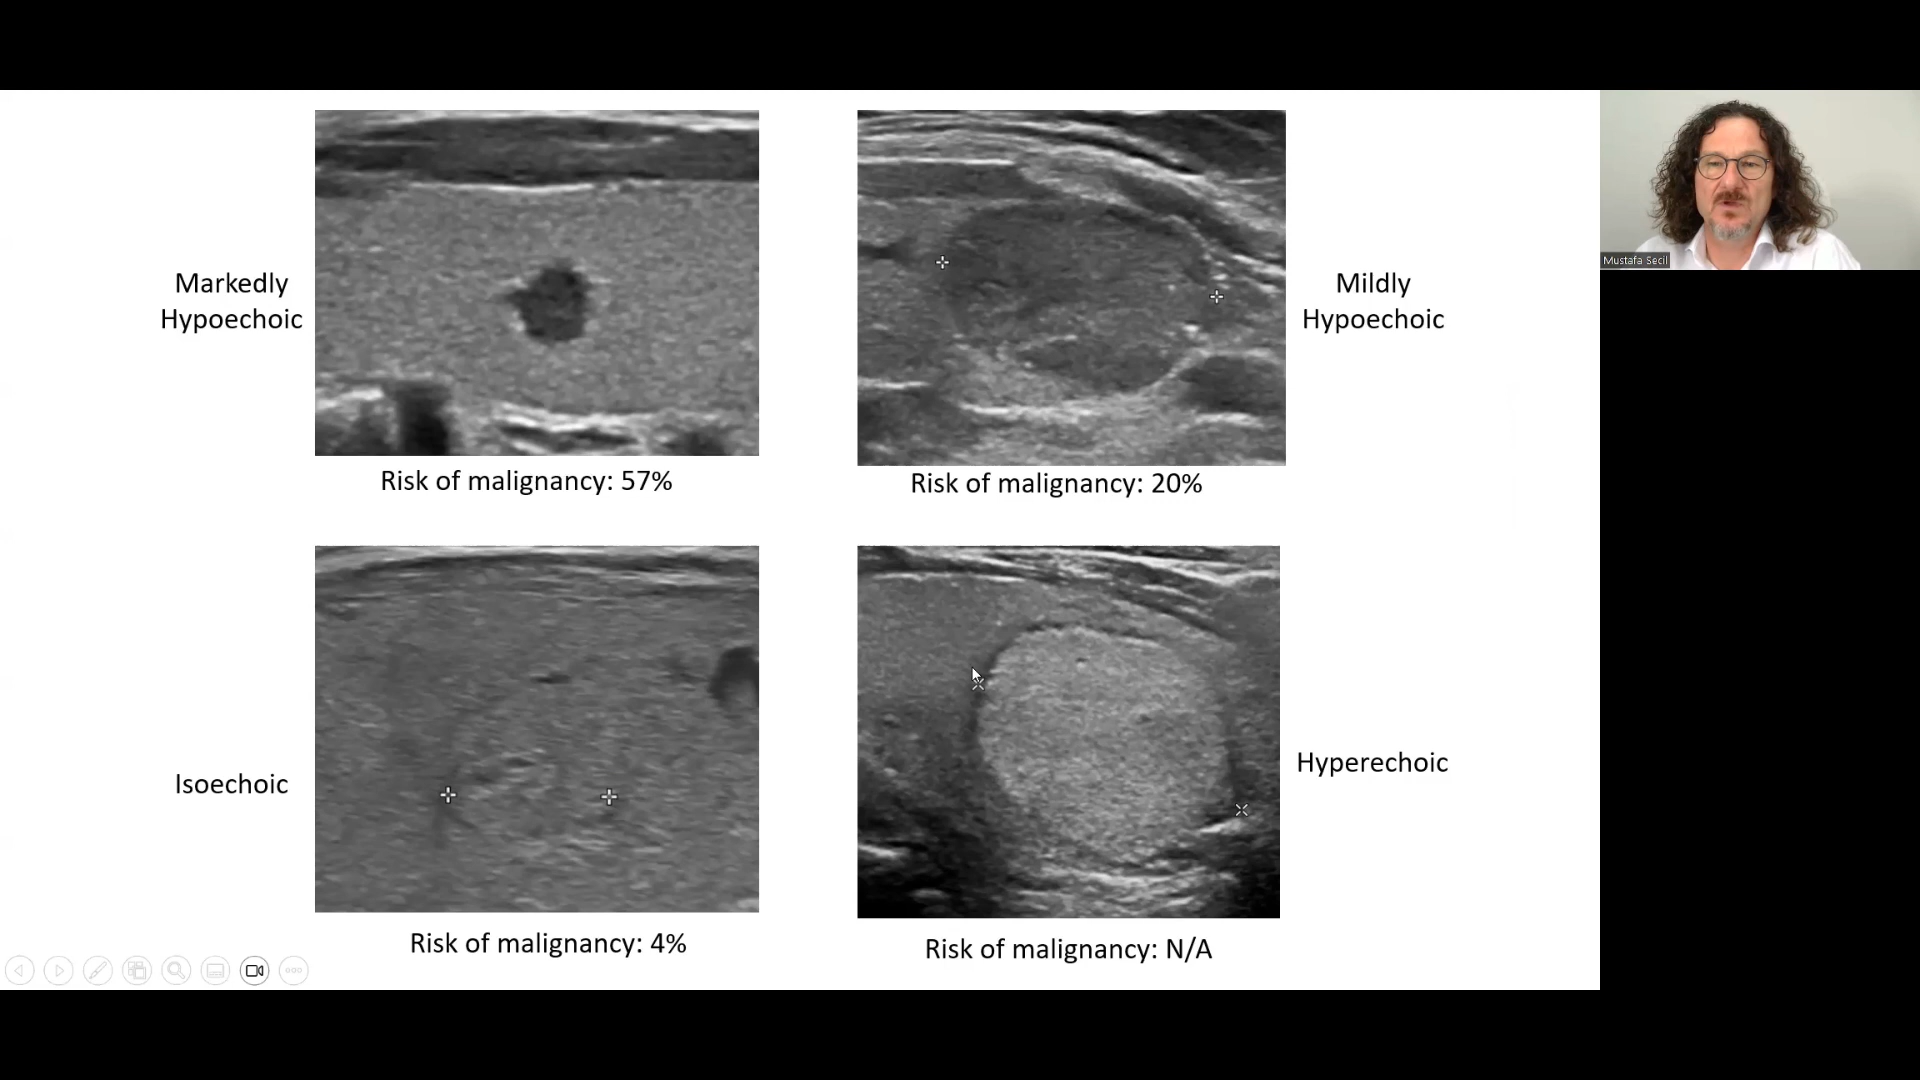 Markedly
Hypoechoic
Mildly
Hypoechoic
Risk of malignancy: 57%
Risk of malignancy: 20%
Isoechoic
Hyperechoic
Risk of malignancy: 4%
Risk of malignancy: N/A
Mustafa Secil